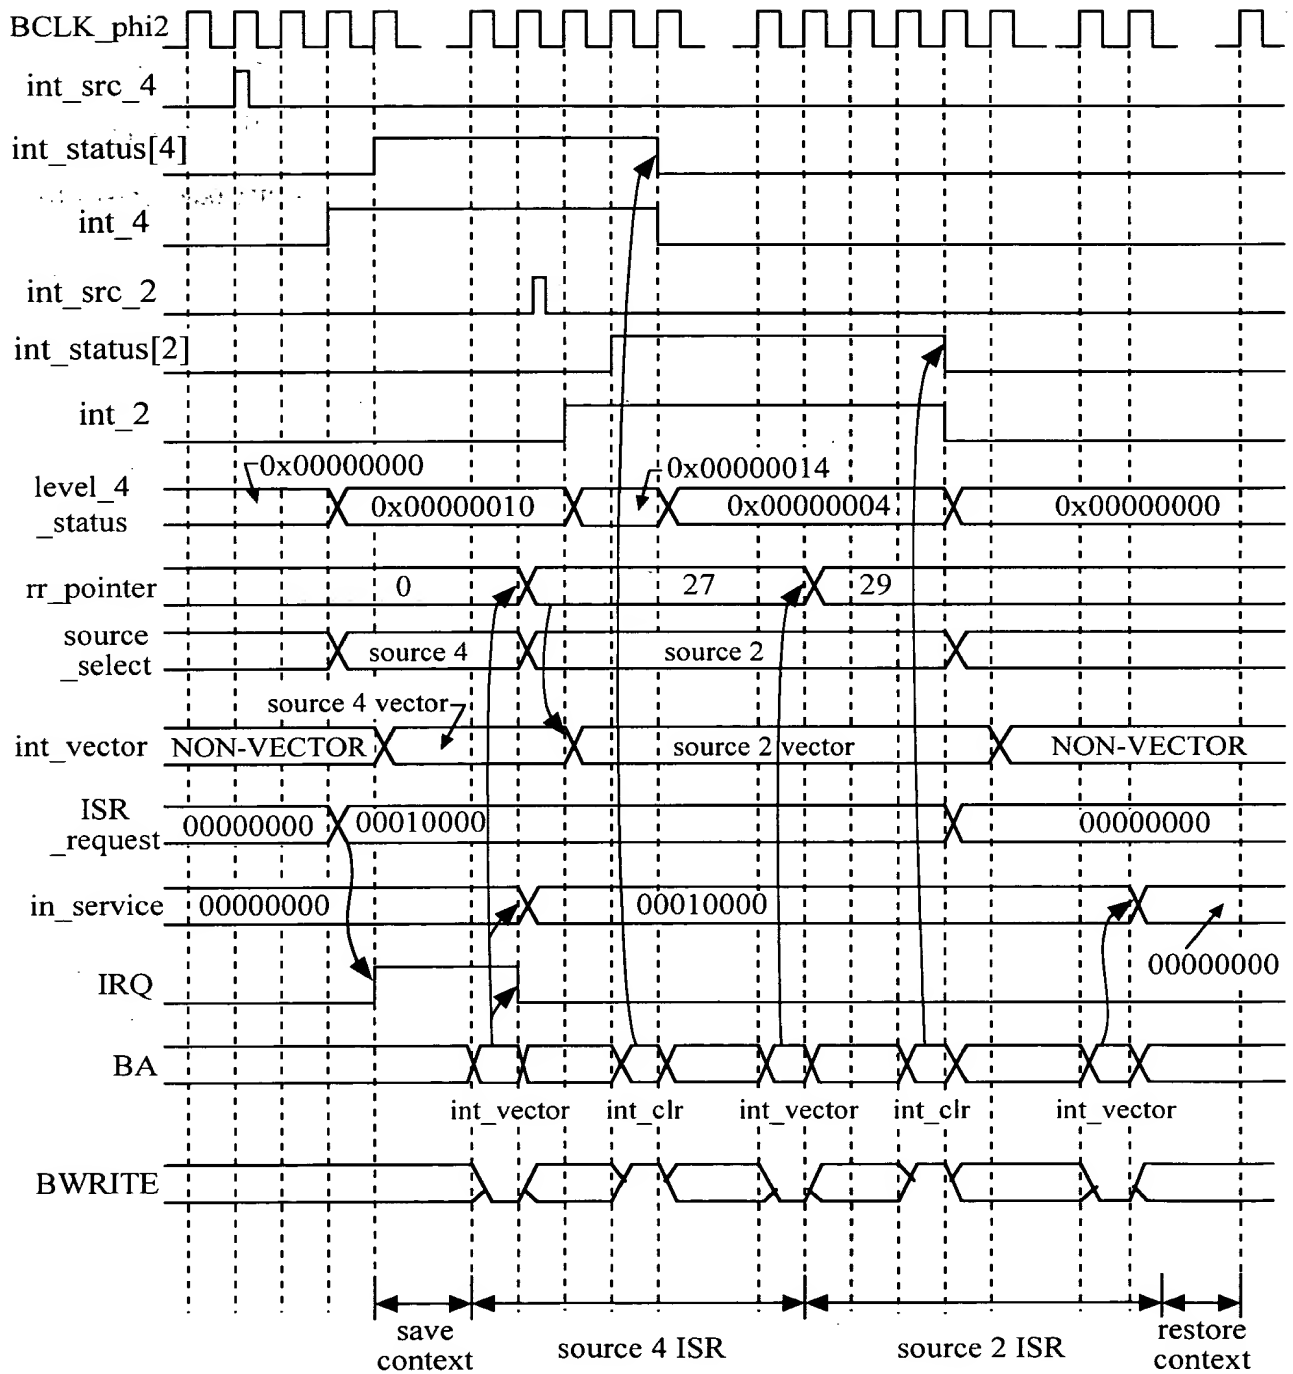 BCLK_phi2
int_src_4
int_status[4]
int_4
int_src_2
int_status[2]
int_2
0x00000000
0x00000014
level_4
_status
0x00000010
0x00000004
0x00000000
rr_pointer
0
27
29
source
_select
source 4
source 2
source 4 vector
int_vector
NON-VECTOR
source 2 vector
NON-VECTOR
ISR
_request
00000000
00010000
00000000
in_service
00000000
00010000
00000000
IRQ
BA
int_vector
int_clr
int_vector
int_clr
int_vector
BWRITE
save
context
source 4 ISR
source 2 ISR
restore
context